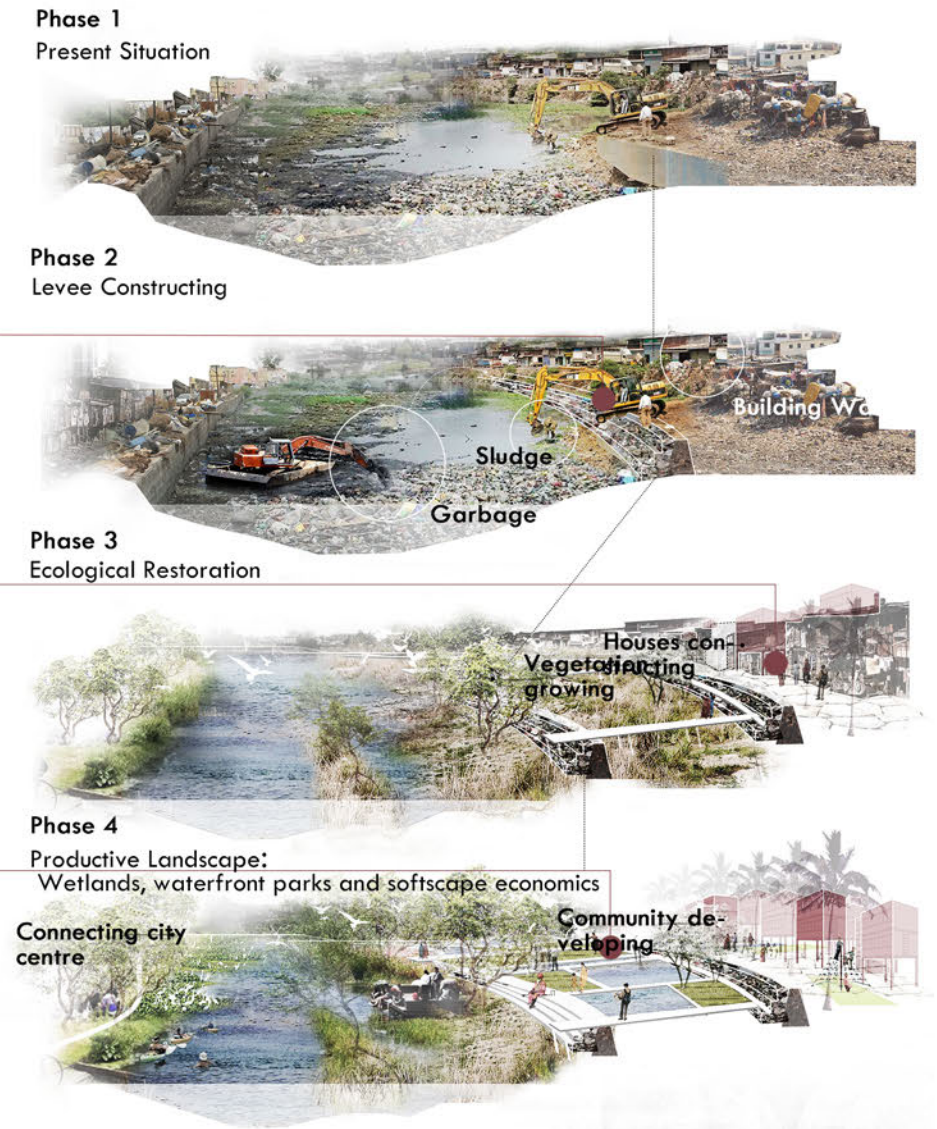 Phase 1
Present Situation
Phase 2
Levee Constructing
Building Wa
Sludge
Garbage
Phase 3
Ecological Restoration
Houses con-
structing
Vegetation
growing
Phase 4
Productive Landscape:
Wetlands, waterfront parks and softscape economics
Connecting city
centre
Community de-
veloping